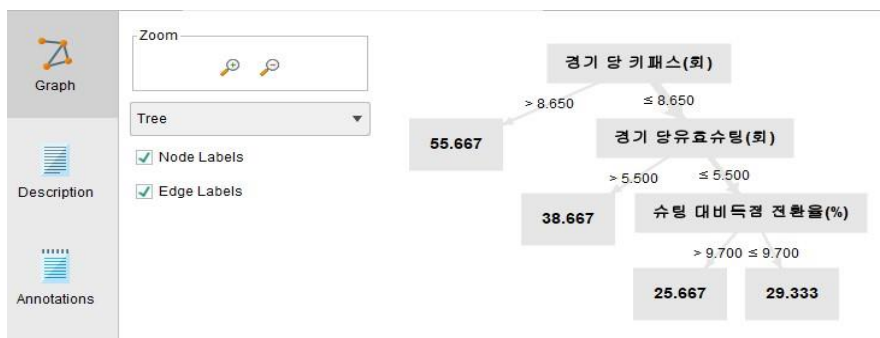 Zoom
Graph
Tree
Node Labels
Edge Labels
Description
Annotations
경기 당 키패스(회)
> 8.650
≤ 8.650
55.667
경기 당유효슈팅(회)
> 5.500
≤ 5.500
38.667
슈팅 대비득점 전환율(%)
> 9.700
≤ 9.700
25.667
29.333